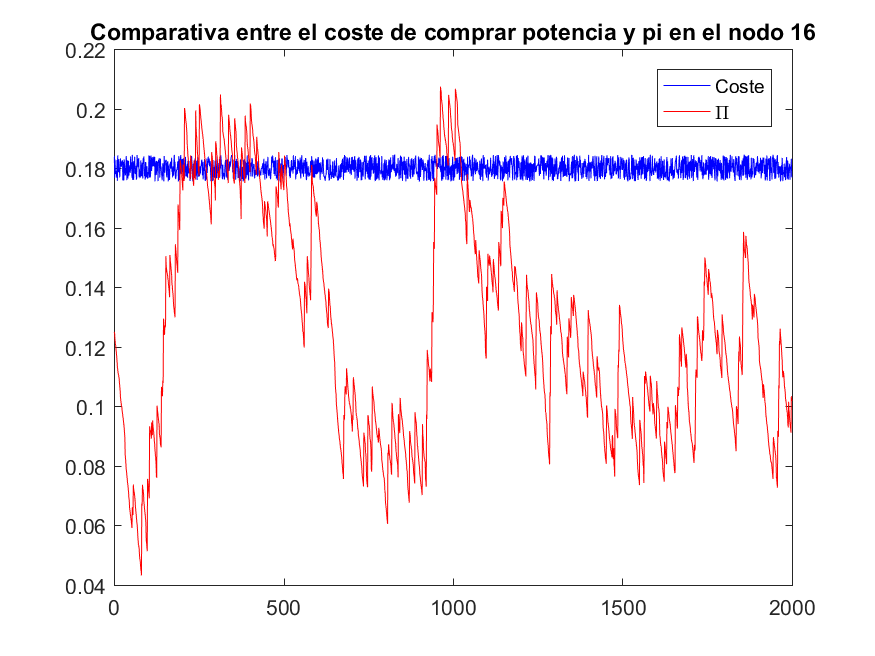 Comparativa entre el coste de comprar potencia y pi en el nodo 16
0.22
0.2
0.18
0.16
0.14
0.12
0.1
0.08
0.06
0.04
0 500 1000 1500 2000
Coste
Π